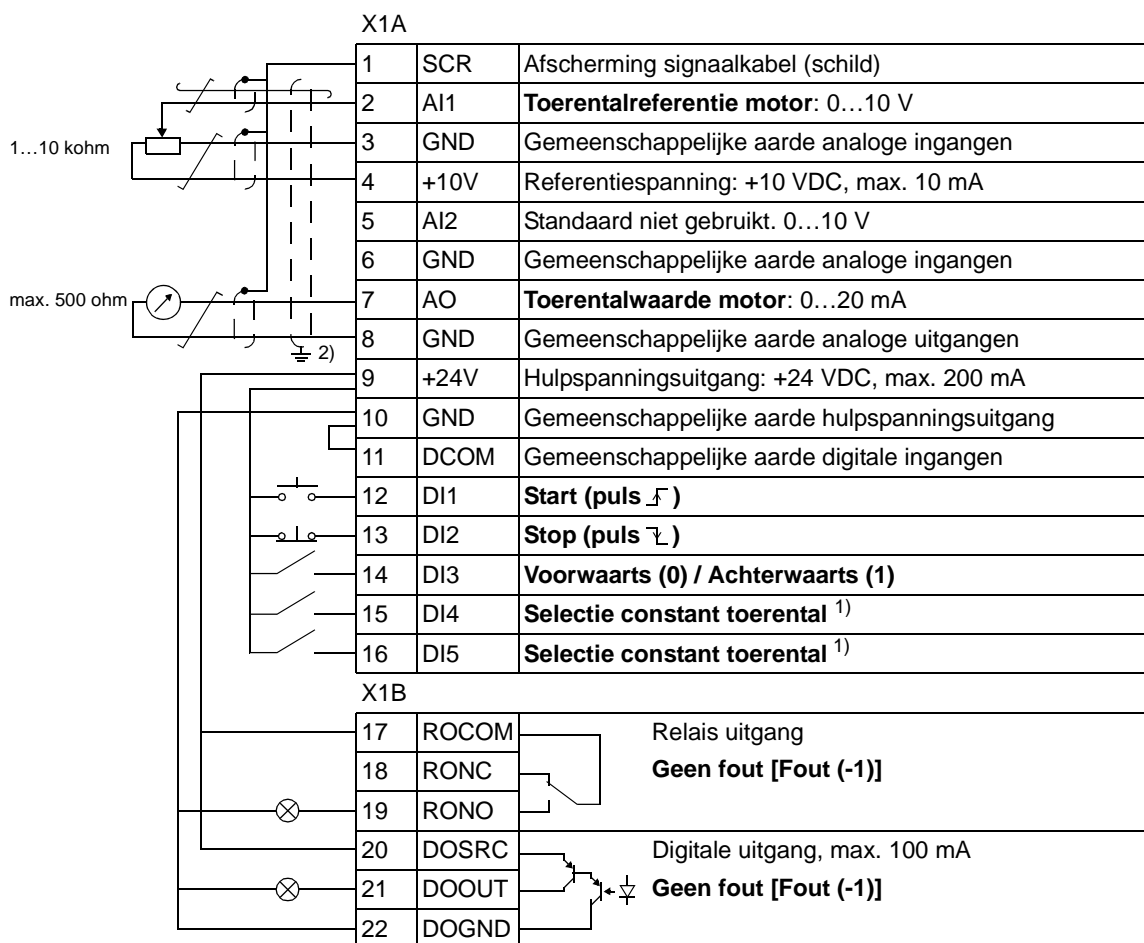 X1A
1 SCR Afscherming signaalkabel (schild)
2 AI1 Toerentalreferentie motor: 0…10 V
1…10 kohm 3 GND Gemeenschappelijke aarde analoge ingangen
4 +10V Referentiespanning: +10 VDC, max. 10 mA
5 AI2 Standaard niet gebruikt. 0…10 V
6 GND Gemeenschappelijke aarde analoge ingangen
max. 500 ohm 7 AO Toerentalwaarde motor: 0…20 mA
8 GND Gemeenschappelijke aarde analoge uitgangen
2)
9 +24V Hulpspanningsuitgang: +24 VDC, max. 200 mA
10 GND Gemeenschappelijke aarde hulpspanningsuitgang
11 DCOM Gemeenschappelijke aarde digitale ingangen
12 DI1 Start (puls )
13 DI2 Stop (puls )
14 DI3 Voorwaarts (0) / Achterwaarts (1)
15 DI4 Selectie constant toerental 1)
16 DI5 Selectie constant toerental 1)
X1B
17 ROCOM Relais uitgang
18 RONC Geen fout [Fout (-1)]
19 RONO
20 DOSRC Digitale uitgang, max. 100 mA
21 DOOUT Geen fout [Fout (-1)]
22 DOGND